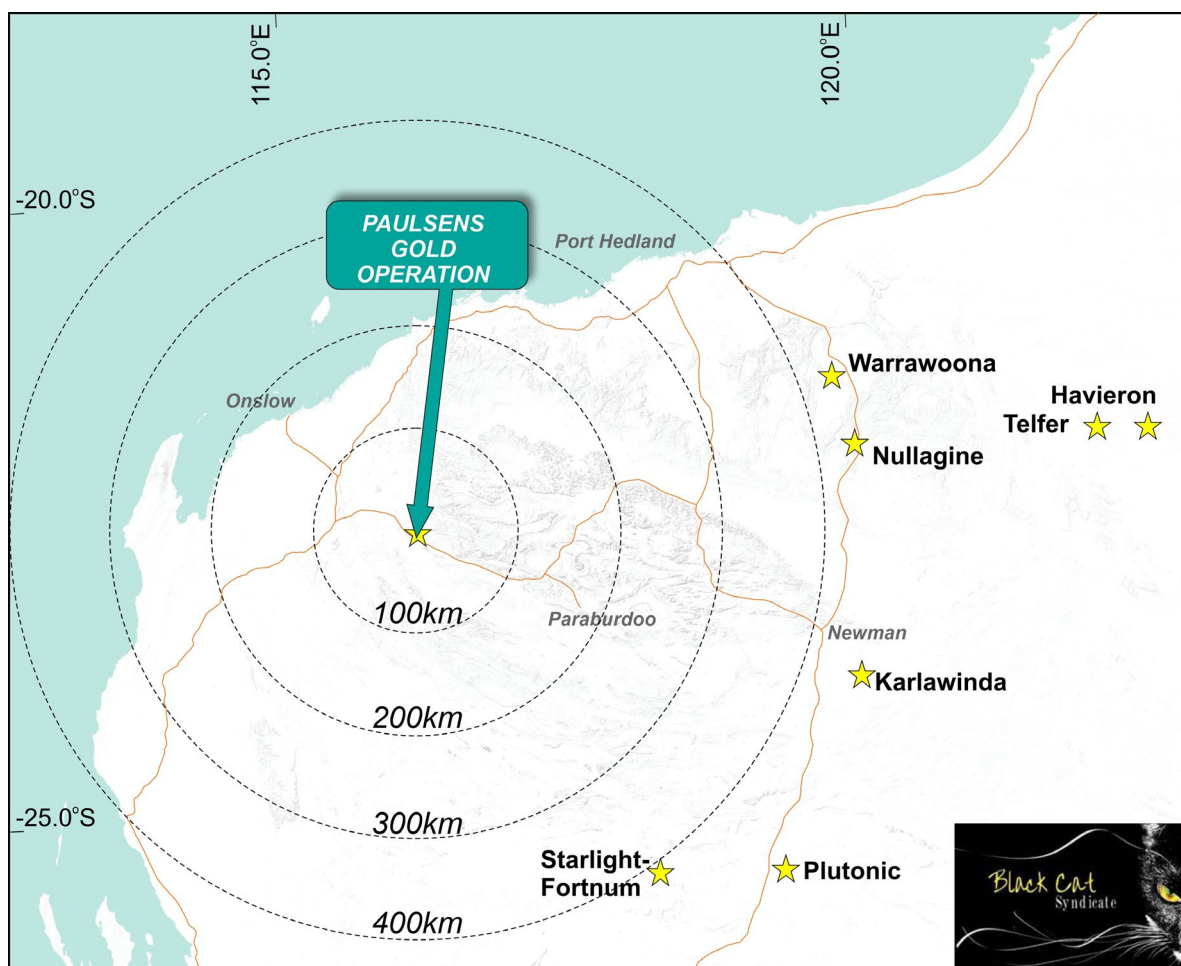 115.0°E
120.0°E
-20.0°S
PAULSENS
GOLD
OPERATION
Port Hedland
Warrawoona
Onslow
Havieron
Telfer
Nullagine
100km
Paraburdoo
Newman
Karlawinda
200km
300km
Starlight-
Fortnum
Plutonic
-25.0°S
400km
Black Cat
Syndicate